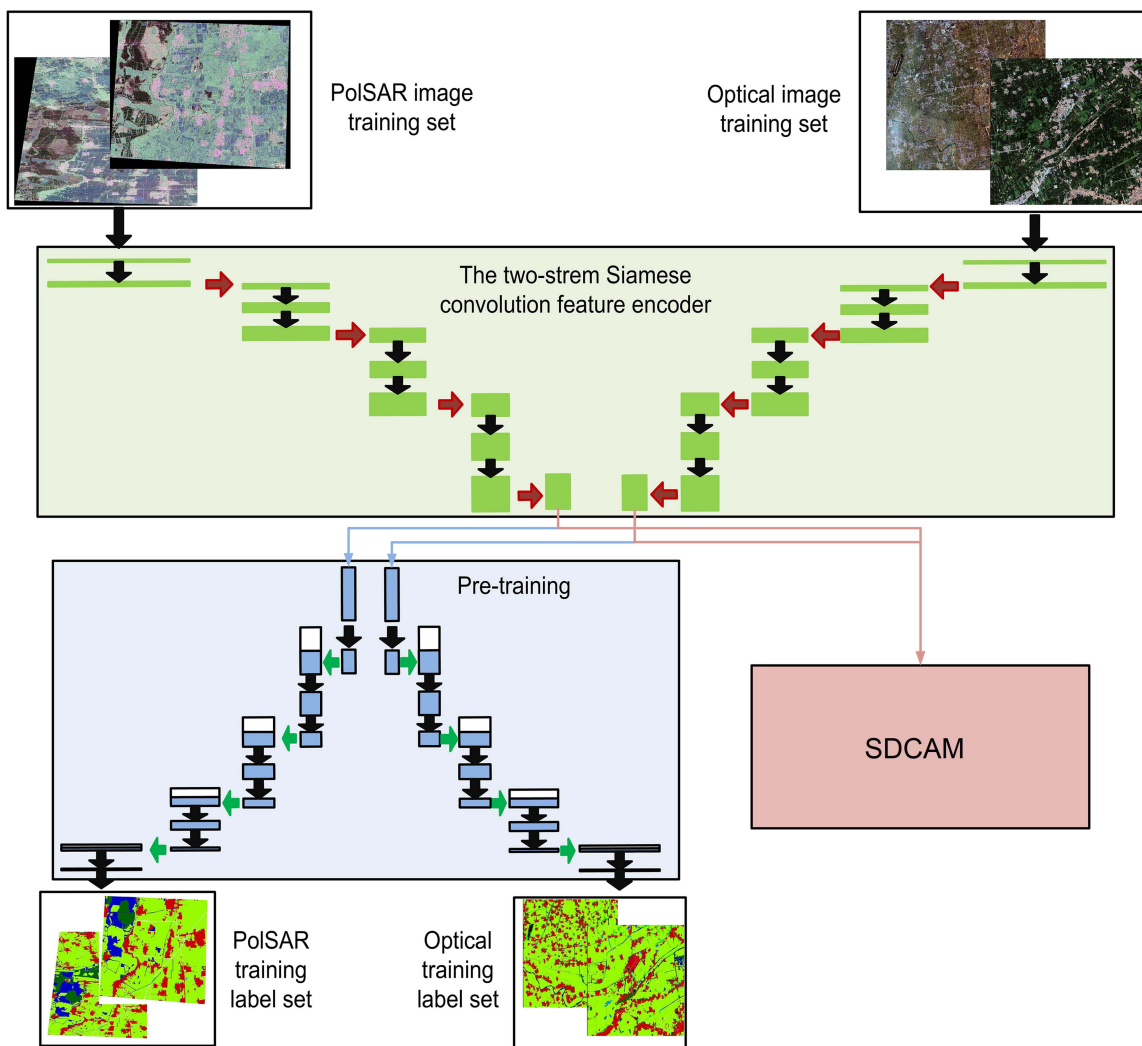 PolSAR image
training set
Optical image
training set
The two-strem Siamese
convolution feature encoder
Pre-training
SDCAM
PolSAR
training
label set
Optical
training
label set